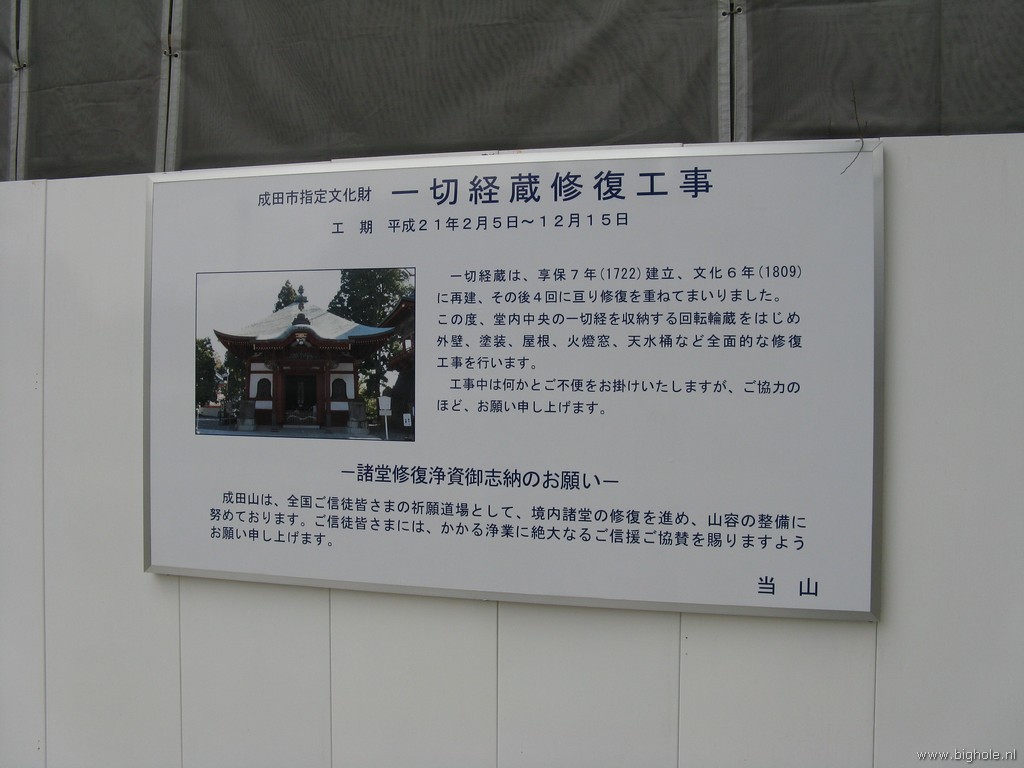 成田市指定文化財　一切経蔵修復工事
工　期　平成２１年２月５日～１２月１５日
一切経蔵は、享保７年(1722)建立、文化６年(1809)
に再建、その後４回に亘り修復を重ねてまいりました。
この度、堂内中央の一切経を収納する回転輪蔵をはじめ
外壁、塗装、屋根、火燈窓、天水桶など全面的な修復
工事を行います。
工事中は何かとご不便をお掛けいたしますが、ご協力の
ほど、お願い申し上げます。
－諸堂修復浄資御志納のお願い－
成田山は、全国ご信徒皆さまの祈願道場として、境内諸堂の修復を進め、山容の整備に
努めております。ご信徒皆さまには、かかる浄業に絶大なるご信援ご協賛を賜りますよう
お願い申し上げます。
当　山
www.bighole.nl